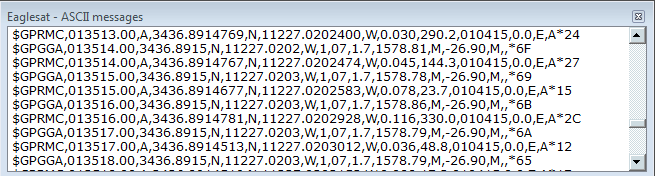 Eaglesat - ASCII messages
$GPRMC,013513.00,A,3436.8914769,N,11227.0202400,W,0.030,290.2,010415,0.0,E,A*24
$GPGGA,013514.00,3436.8915,N,11227.0202,W,1,07,1.7,1578.81,M,-26.90,M,,*6F
$GPRMC,013514.00,A,3436.8914767,N,11227.0202474,W,0.045,144.3,010415,0.0,E,A*27
$GPGGA,013515.00,3436.8915,N,11227.0203,W,1,07,1.7,1578.78,M,-26.90,M,,*69
$GPRMC,013515.00,A,3436.8914677,N,11227.0202583,W,0.078,23.7,010415,0.0,E,A*15
$GPGGA,013516.00,3436.8915,N,11227.0203,W,1,07,1.7,1578.86,M,-26.90,M,,*6B
$GPRMC,013516.00,A,3436.8914781,N,11227.0202928,W,0.116,330.0,010415,0.0,E,A*2C
$GPGGA,013517.00,3436.8915,N,11227.0203,W,1,07,1.7,1578.79,M,-26.90,M,,*6A
$GPRMC,013517.00,A,3436.8914513,N,11227.0203012,W,0.036,48.8,010415,0.0,E,A*12
$GPGGA,013518.00,3436.8915,N,11227.0203,W,1,07,1.7,1578.79,M,-26.90,M,,*65